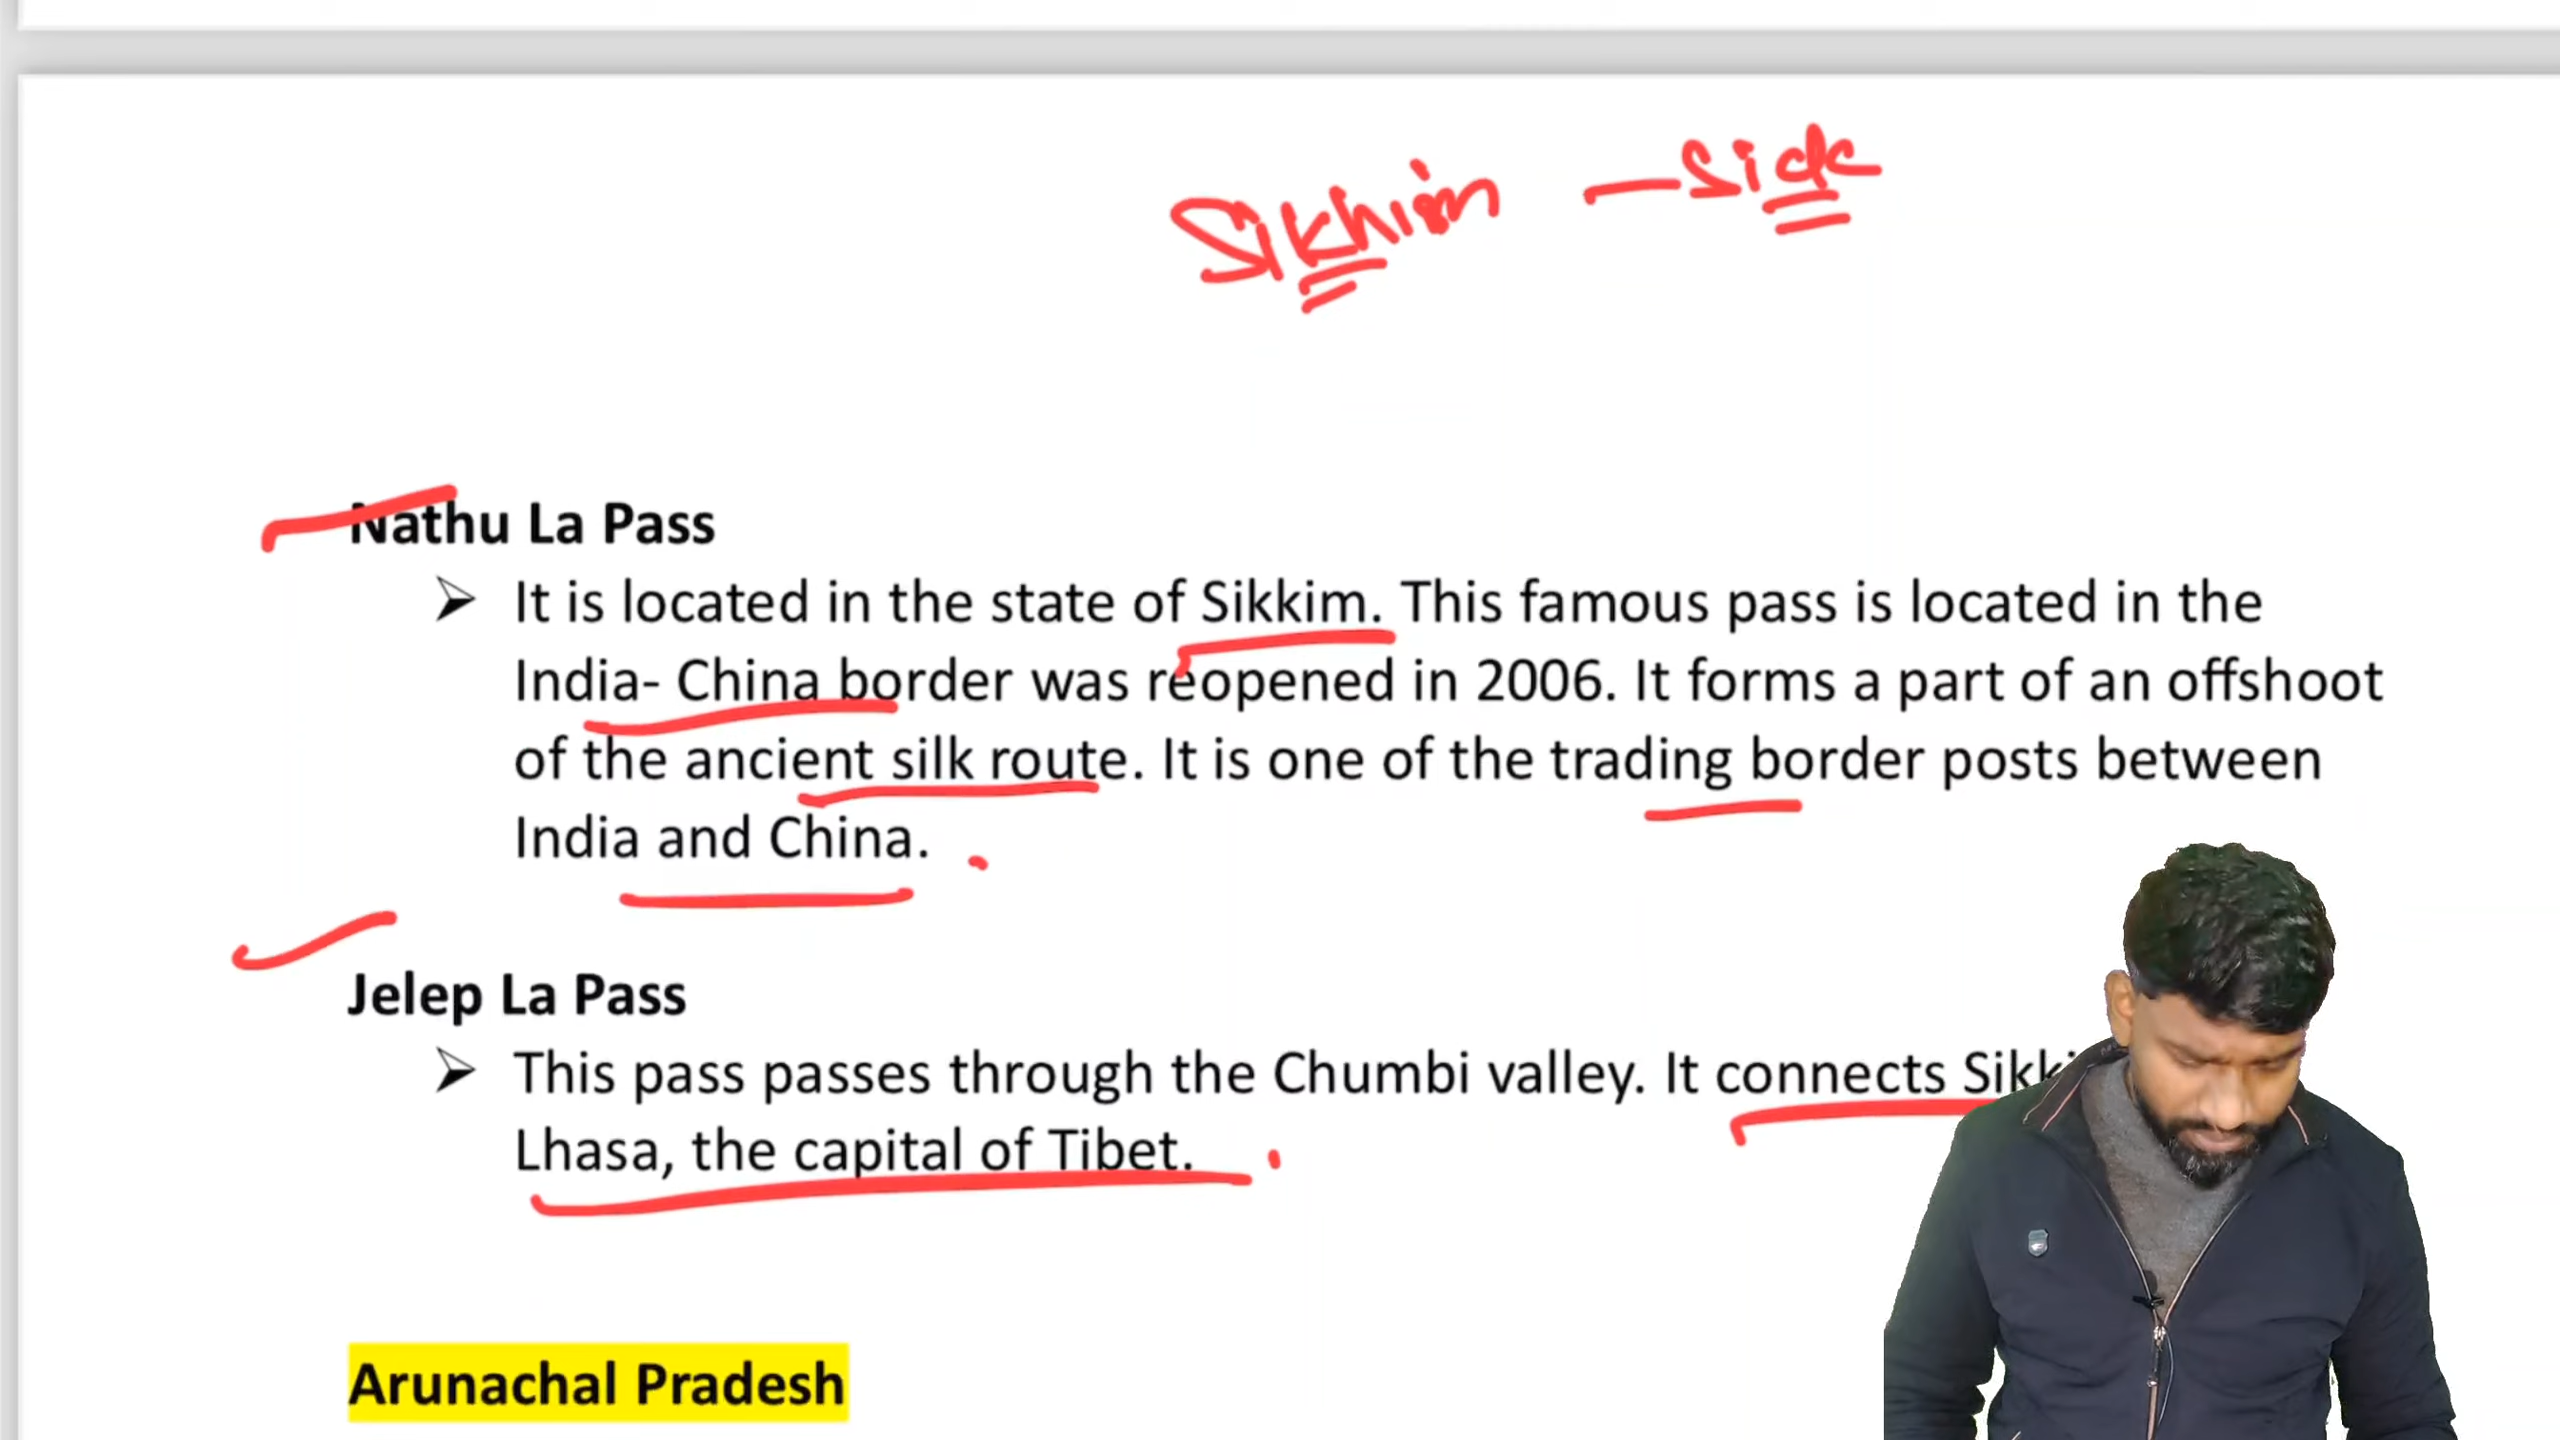 Sikhim - Sick
Nathu La Pass
➢ It is located in the state of Sikkim. This famous pass is located in the
India- China border was reopened in 2006. It forms a part of an offshoot
of the ancient silk route. It is one of the trading border posts between
India and China.
Jelep La Pass
➢ This pass passes through the Chumbi valley. It connects Sikk
Lhasa, the capital of Tibet.
Arunachal Pradesh